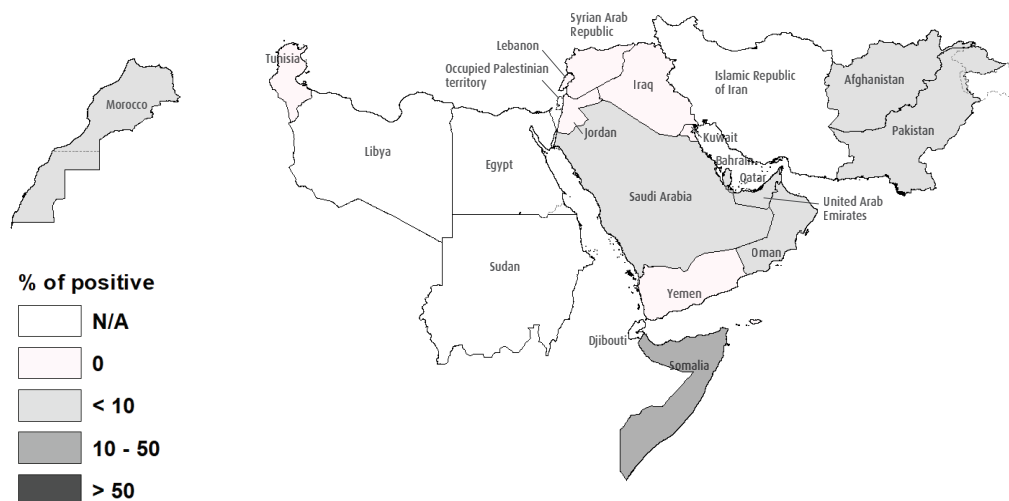 Syrian Arab
Republic
Lebanon
Occupied Palestinian
territory
Tunisia
Morocco
Libya
Egypt
Jordan
Iraq
Islamic Republic
of Iran
Afghanistan
Pakistan
Kuwait
Bahrain
Qatar
Saudi Arabia
United Arab
Emirates
Oman
Sudan
Yemen
Djibouti
Somalia
% of positive
N/A
0
< 10
10 - 50
> 50